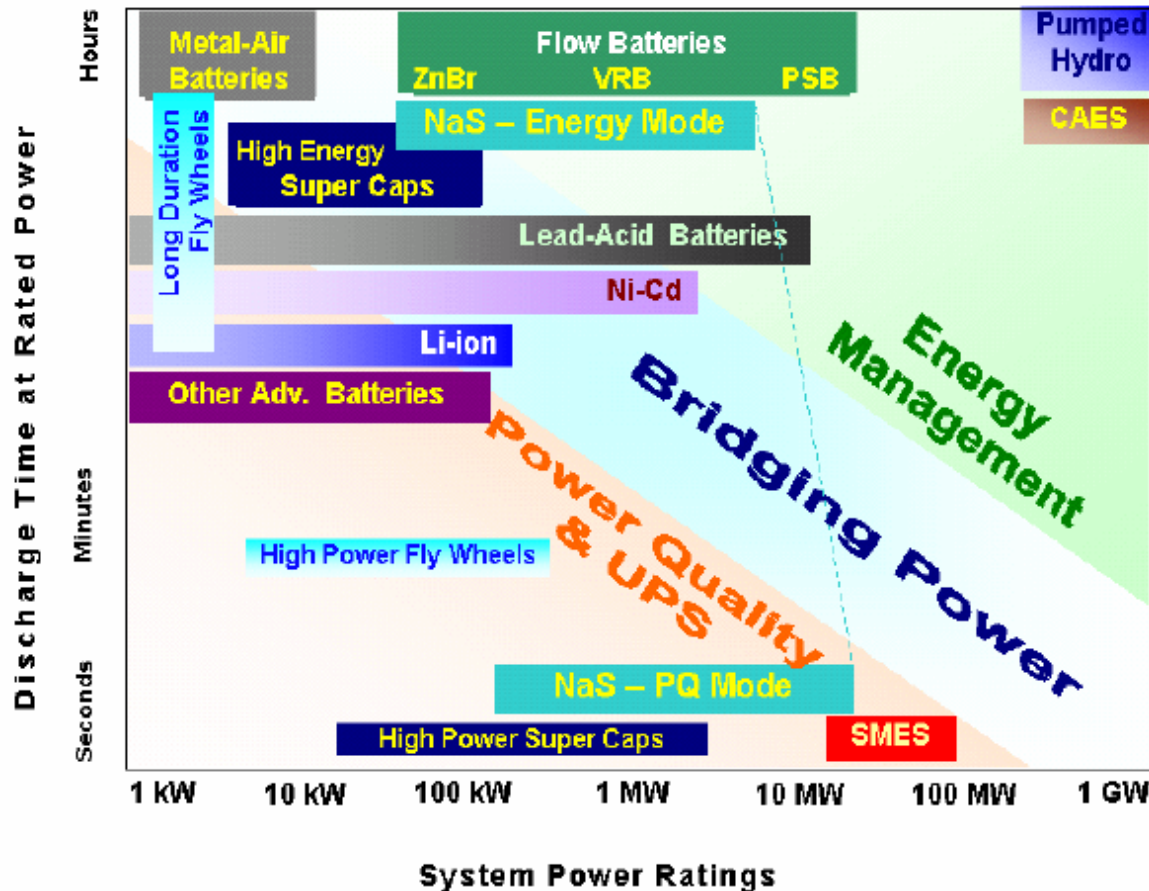 Discharge Time at Rated Power
Hours
Minutes
Seconds
Metal-Air
Batteries
Flow Batteries
ZnBr VRB PSB
Pumped
Hydro
CAES
NaS – Energy Mode
High Energy
Super Caps
Long Duration
Fly Wheels
Lead-Acid Batteries
Ni-Cd
Li-ion
Other Adv. Batteries
Energy
Management
Bridging Power
Power Quality
& UPS
High Power Fly Wheels
NaS – PQ Mode
High Power Super Caps
SMES
1 kW 10 kW 100 kW 1 MW 10 MW 100 MW 1 GW
System Power Ratings